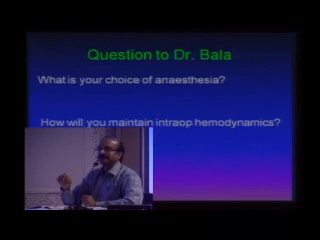 Question to Dr. Bala
What is your choice of anaesthesia?
How will you maintain intraop hemodynamics?